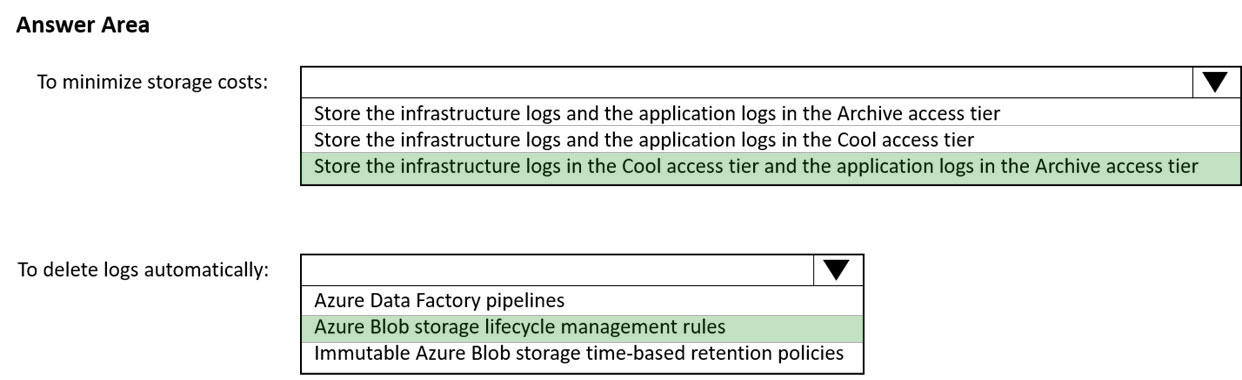 Answer Area
To minimize storage costs:
Store the infrastructure logs and the application logs in the Archive access tier
Store the infrastructure logs and the application logs in the Cool access tier
Store the infrastructure logs in the Cool access tier and the application logs in the Archive access tier
To delete logs automatically:
Azure Data Factory pipelines
Azure Blob storage lifecycle management rules
Immutable Azure Blob storage time-based retention policies